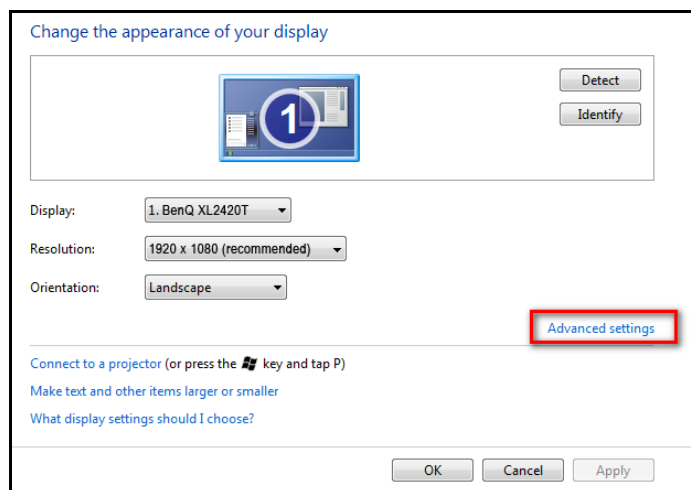 Change the appearance of your display
1
Detect
Identify
Display:
1. BenQ XL2420T
Resolution:
1920 x 1080 (recommended)
Orientation:
Landscape
Advanced settings
Connect to a projector (or press the key and tap P)
Make text and other items larger or smaller
What display settings should I choose?
OK
Cancel
Apply